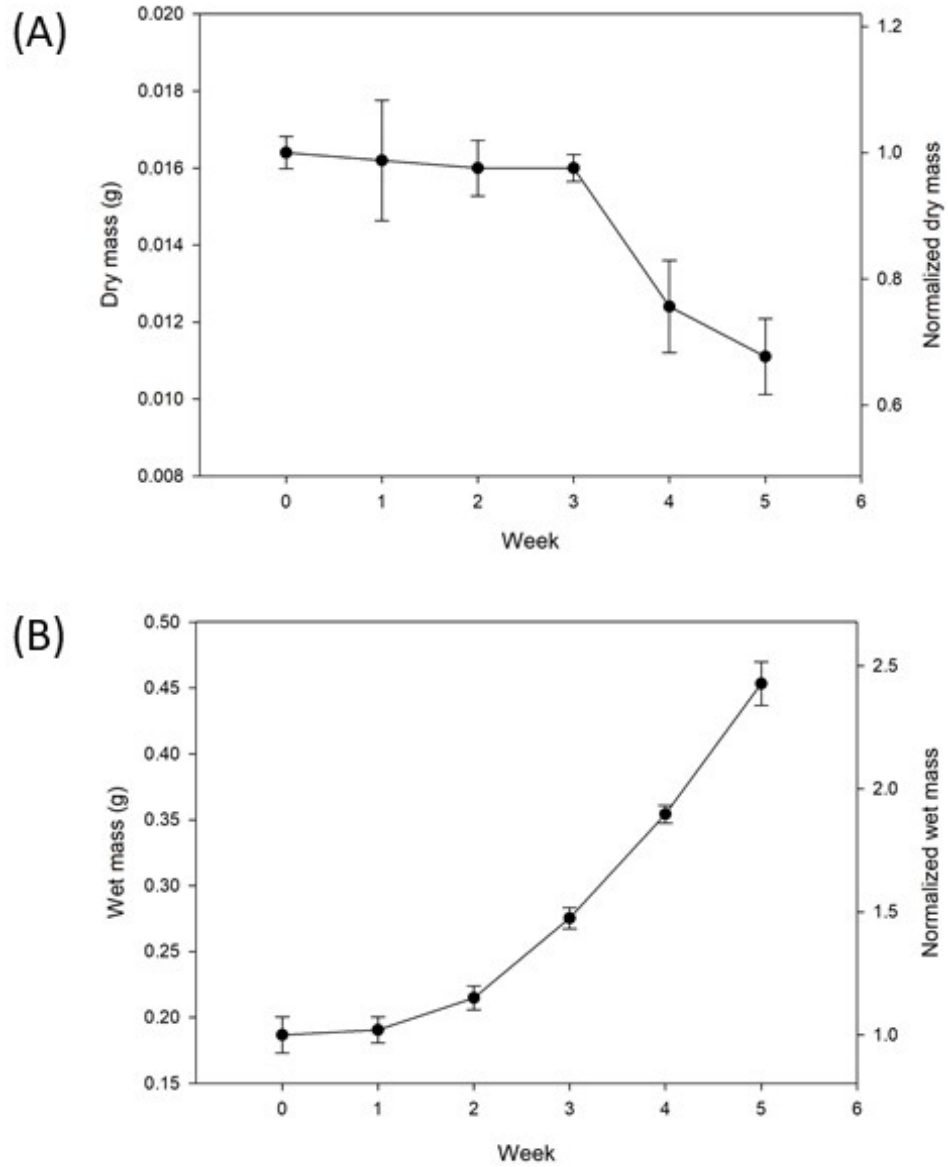 (A)
Dry mass (g)
0.020
0.018
0.016
0.014
0.012
0.010
0.008
1.2
1.0
0.8
0.6
Normalized dry mass
0 1 2 3 4 5 6
Week
(B)
Wet mass (g)
0.50
0.45
0.40
0.35
0.30
0.25
0.20
0.15
2.5
2.0
1.5
1.0
Normalized wet mass
0 1 2 3 4 5 6
Week